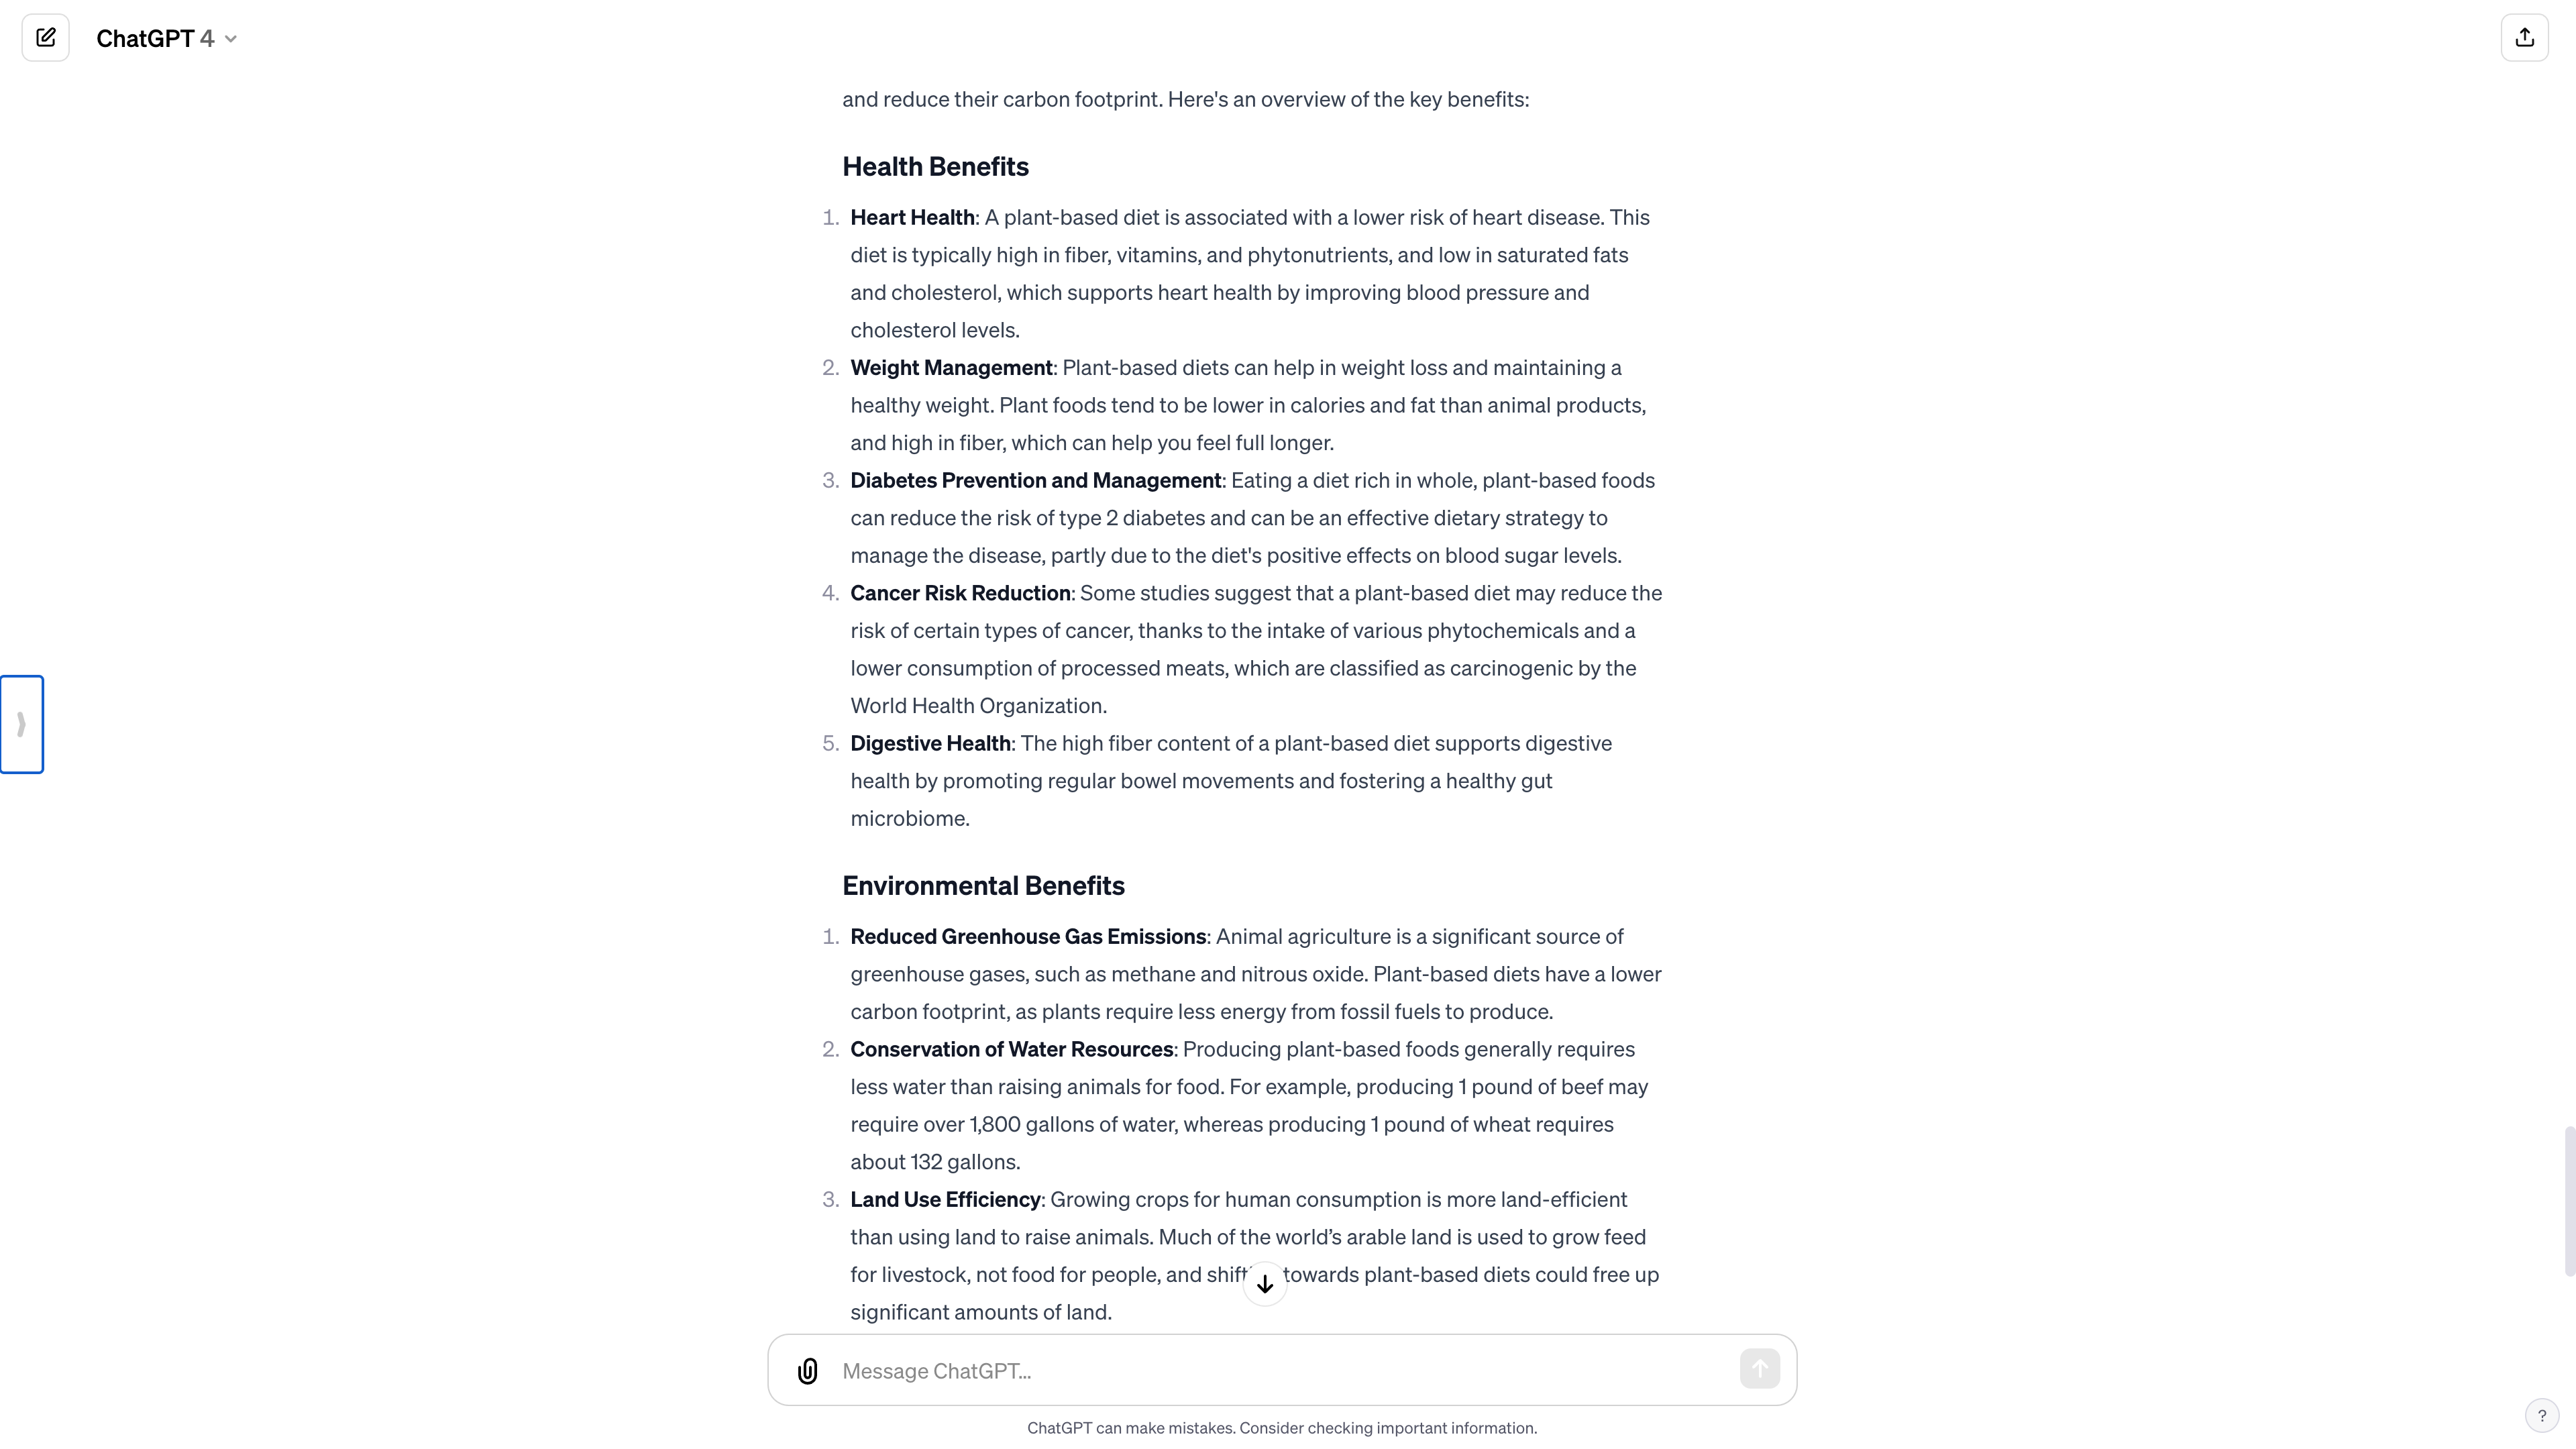 ChatGPT 4
and reduce their carbon footprint. Here's an overview of the key benefits:
Health Benefits
1. Heart Health: A plant-based diet is associated with a lower risk of heart disease. This
diet is typically high in fiber, vitamins, and phytonutrients, and low in saturated fats
and cholesterol, which supports heart health by improving blood pressure and
cholesterol levels.
2. Weight Management: Plant-based diets can help in weight loss and maintaining a
healthy weight. Plant foods tend to be lower in calories and fat than animal products,
and high in fiber, which can help you feel full longer.
3. Diabetes Prevention and Management: Eating a diet rich in whole, plant-based foods
can reduce the risk of type 2 diabetes and can be an effective dietary strategy to
manage the disease, partly due to the diet's positive effects on blood sugar levels.
4. Cancer Risk Reduction: Some studies suggest that a plant-based diet may reduce the
risk of certain types of cancer, thanks to the intake of various phytochemicals and a
lower consumption of processed meats, which are classified as carcinogenic by the
World Health Organization.
5. Digestive Health: The high fiber content of a plant-based diet supports digestive
health by promoting regular bowel movements and fostering a healthy gut
microbiome.
Environmental Benefits
1. Reduced Greenhouse Gas Emissions: Animal agriculture is a significant source of
greenhouse gases, such as methane and nitrous oxide. Plant-based diets have a lower
carbon footprint, as plants require less energy from fossil fuels to produce.
2. Conservation of Water Resources: Producing plant-based foods generally requires
less water than raising animals for food. For example, producing 1 pound of beef may
require over 1,800 gallons of water, whereas producing 1 pound of wheat requires
about 132 gallons.
3. Land Use Efficiency: Growing crops for human consumption is more land-efficient
than using land to raise animals. Much of the world’s arable land is used to grow feed
for livestock, not food for people, and towards plant-based diets could free up
significant amounts of land.
Message ChatGPT…
ChatGPT can make mistakes. Consider checking important information.
?